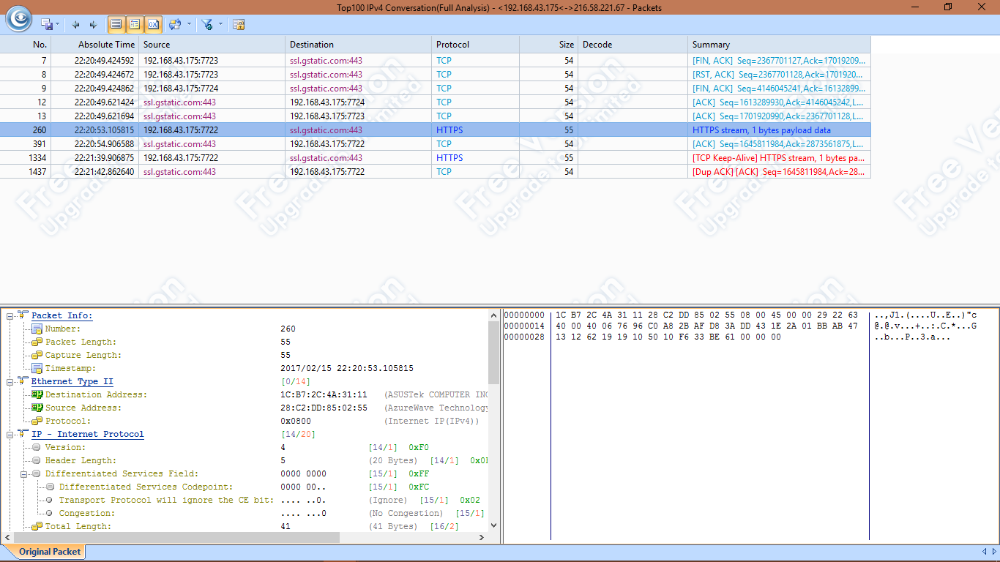 Top100 IPv4 Conversation(Full Analysis) - <192.168.43.175<->216.58.221.67 - Packets
No. Absolute Time Source Destination Protocol Size Decode Summary
7 22:20:49.424592 192.168.43.175:7723 ssl.gstatic.com:443 TCP 54 [FIN, ACK] Seq=2367701127,Ack=17019209...
8 22:20:49.424672 192.168.43.175:7723 ssl.gstatic.com:443 TCP 54 [RST, ACK] Seq=2367701128,Ack=1701920...
9 22:20:49.424862 192.168.43.175:7724 ssl.gstatic.com:443 TCP 54 [FIN, ACK] Seq=4146045241,Ack=16132899...
12 22:20:49.621424 ssl.gstatic.com:443 192.168.43.175:7724 TCP 54 [ACK] Seq=1613289930,Ack=4146045242,L...
13 22:20:49.621694 ssl.gstatic.com:443 192.168.43.175:7723 TCP 54 [ACK] Seq=1701920990,Ack=2367701128,L...
260 22:20:53.105815 192.168.43.175:7722 ssl.gstatic.com:443 HTTPS 55 HTTPS stream, 1 bytes payload data
391 22:20:54.906588 ssl.gstatic.com:443 192.168.43.175:7722 TCP 54 [ACK] Seq=1645811984,Ack=2873561875,L...
1334 22:21:39.906875 192.168.43.175:7722 ssl.gstatic.com:443 HTTPS 55 [TCP Keep-Alive] HTTPS stream, 1 bytes pa...
1437 22:21:42.862640 ssl.gstatic.com:443 192.168.43.175:7722 TCP 54 [Dup ACK] [ACK] Seq=1645811984,Ack=28...
Free Version
Upgrade to
Packet Info:
Number: 260
Packet Length: 55
Capture Length: 55
Timestamp: 2017/02/15 22:20:53.105815
Ethernet Type II [0/14]
Destination Address: 1C:B7:2C:4A:31:11 (ASUSTek COMPUTER INC
Source Address: 28:C2:DD:85:02:55 (AzureWave Technology
Protocol: 0x0800 (Internet IP(IPv4))
IP - Internet Protocol [14/20]
Version: 4 [14/1] 0xF0
Header Length: 5 (20 Bytes) [14/1]
Differentiated Services Field: 0000 0000 [15/1] 0xFF
Differentiated Services Codepoint: 0000 00.. [15/1] 0xFC
Transport Protocol will ignore the CE bit: .... ..0. (Ignore) [15/1] 0x02
Congestion: .... ...0 (No Congestion) [15/1]
Total Length: 41 (41 Bytes) [16/2]
00000000 1C B7 2C 4A 31 11 28 C2 DD 85 02 55 08 00 45 00 00 29 22 63 ..,J1.(....U..E..)"c
00000014 40 00 40 06 76 96 C0 A8 2B AF D8 3A DD 43 1E 2A 01 BB AB 47 @.@.v...+..:.C.*...G
00000028 13 12 62 19 19 10 50 10 F6 33 BE 61 00 00 00 ..b...P..3.a...
Original Packet